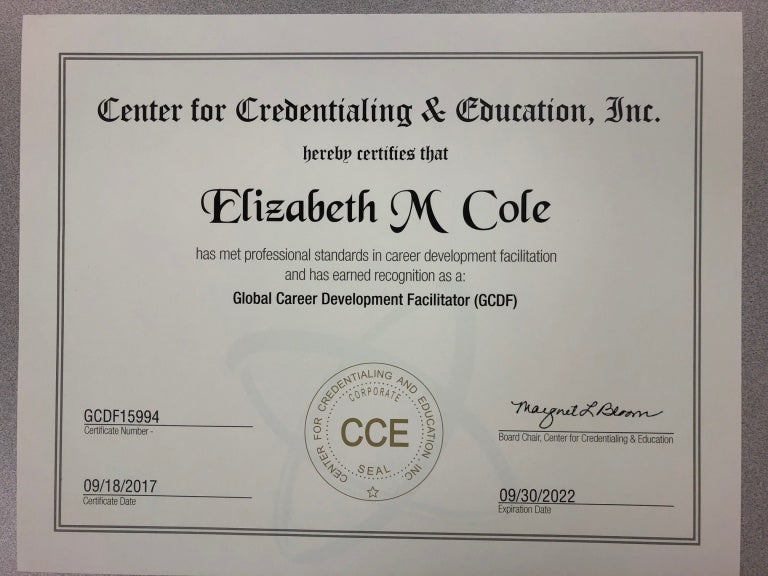 Center for Credentialing & Education, Inc.
hereby certifies that
Elizabeth M Cole
has met professional standards in career development facilitation
and has earned recognition as a:
Global Career Development Facilitator (GCDF)
GCDF15994
Certificate Number -
09/18/2017
Certificate Date
CENTER FOR CREDENTIALING AND EDUCATION INC
CORPORATE
CCE
SEAL
Margret L Bloom
Board Chair, Center for Credentialing & Education
09/30/2022
Expiration Date